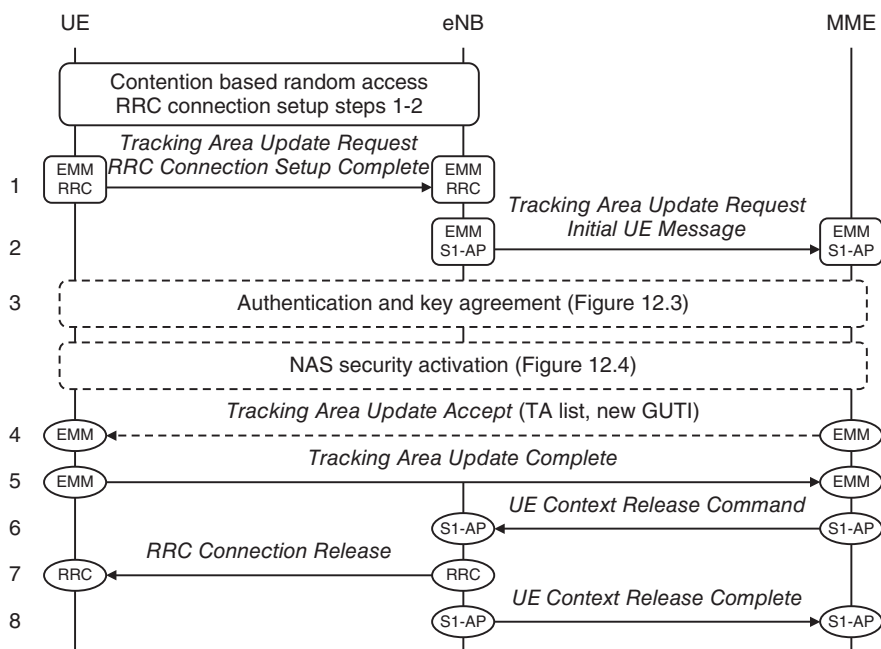 UE eNB MME
Contention based random access
RRC connection setup steps 1-2
Tracking Area Update Request
RRC Connection Setup Complete
1 EMM RRC EMM RRC
Tracking Area Update Request
Initial UE Message
2 EMM S1-AP EMM S1-AP
3 Authentication and key agreement (Figure 12.3)
NAS security activation (Figure 12.4)
Tracking Area Update Accept (TA list, new GUTI)
4 EMM EMM
Tracking Area Update Complete
5 EMM EMM
UE Context Release Command
6 S1-AP S1-AP
RRC Connection Release
7 RRC RRC
UE Context Release Complete
8 S1-AP S1-AP